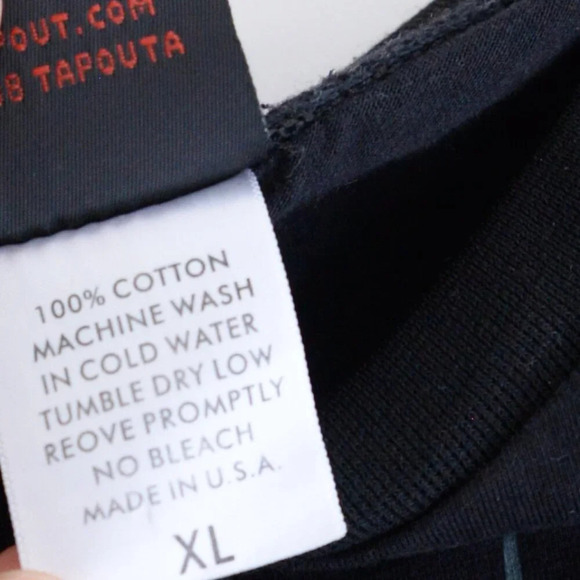 POUT.COM
8 TAPOUTA
100% COTTON
MACHINE WASH
IN COLD WATER
TUMBLE DRY LOW
REOVE PROMPTLY
NO BLEACH
MADE IN U.S.A.
XL